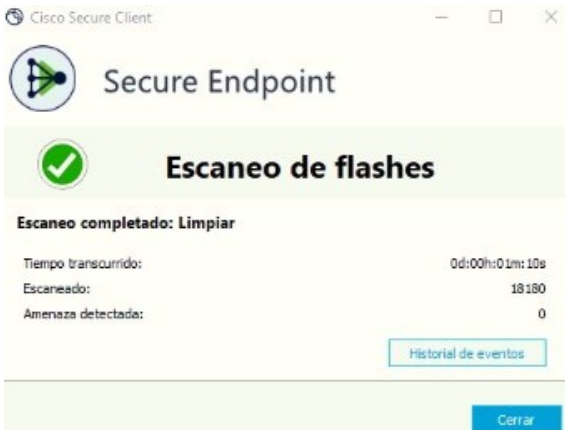 Cisco Secure Client
Secure Endpoint
Escaneo de flashes
Escaneo completado: Limpiar
Tiempo transcurrido: 0d:00h:01m:10s
Escaneado: 18180
Amenaza detectada: 0
Historial de eventos
Cerrar